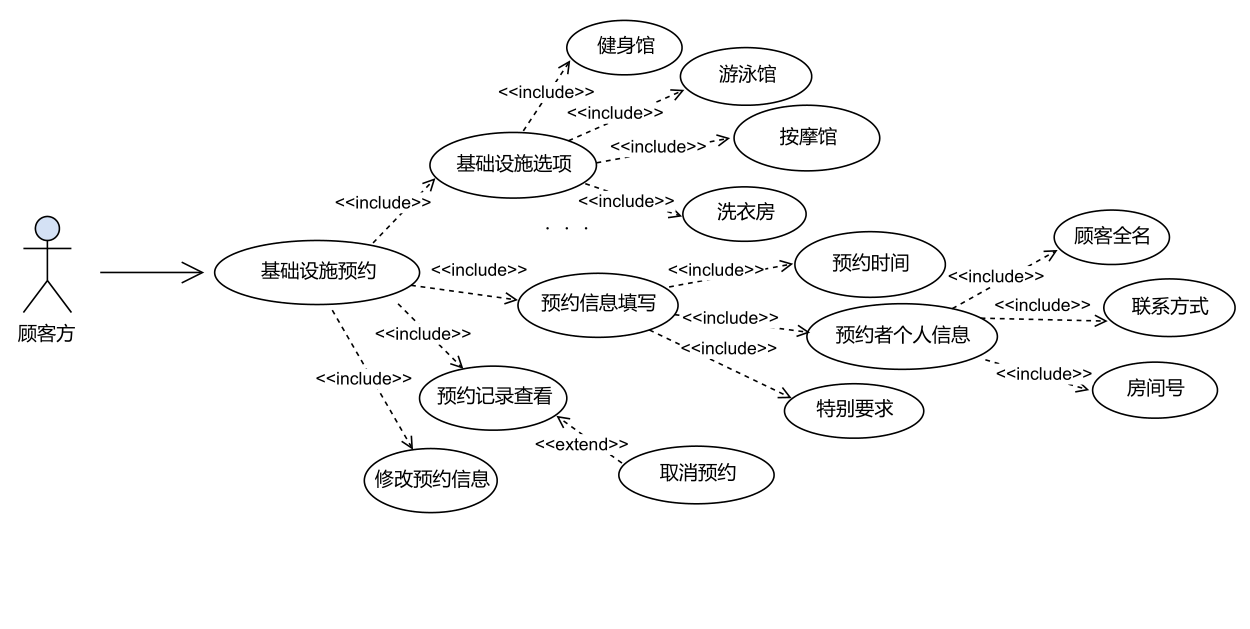 健身馆
<<include>>
游泳馆
<<include>>
按摩馆
<<include>>
基础设施选项
<<include>>
洗衣房
<<include>>
. . .
顾客方
基础设施预约
<<include>>
预约信息填写
<<include>>
预约时间
<<include>>
预约者个人信息
<<include>>
顾客全名
<<include>>
联系方式
<<include>>
房间号
<<include>>
特别要求
<<include>>
预约记录查看
<<include>>
修改预约信息
<<extend>>
取消预约